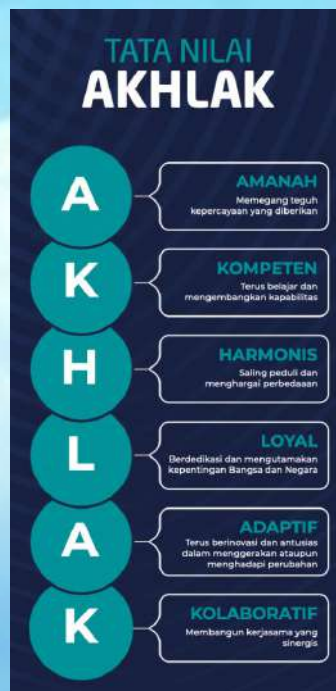 TATA NILAI
AKHLAK
A
AMANAH
Memegang teguh
kepercayaan yang diberikan
K
KOMPETEN
Terus belajar dan
mengembangkan kapabilitas
H
HARMONIS
Saling peduli dan
menghargai perbedaaan
L
LOYAL
Berdedikasi dan mengutamakan
kepentingan Bangsa dan Negara
A
ADAPTIF
Terus berinovasi dan antusias
dalam menggerakan ataupun
menghadapi perubahan
K
KOLABORATIF
Membangun kerjasama yang
sinergis